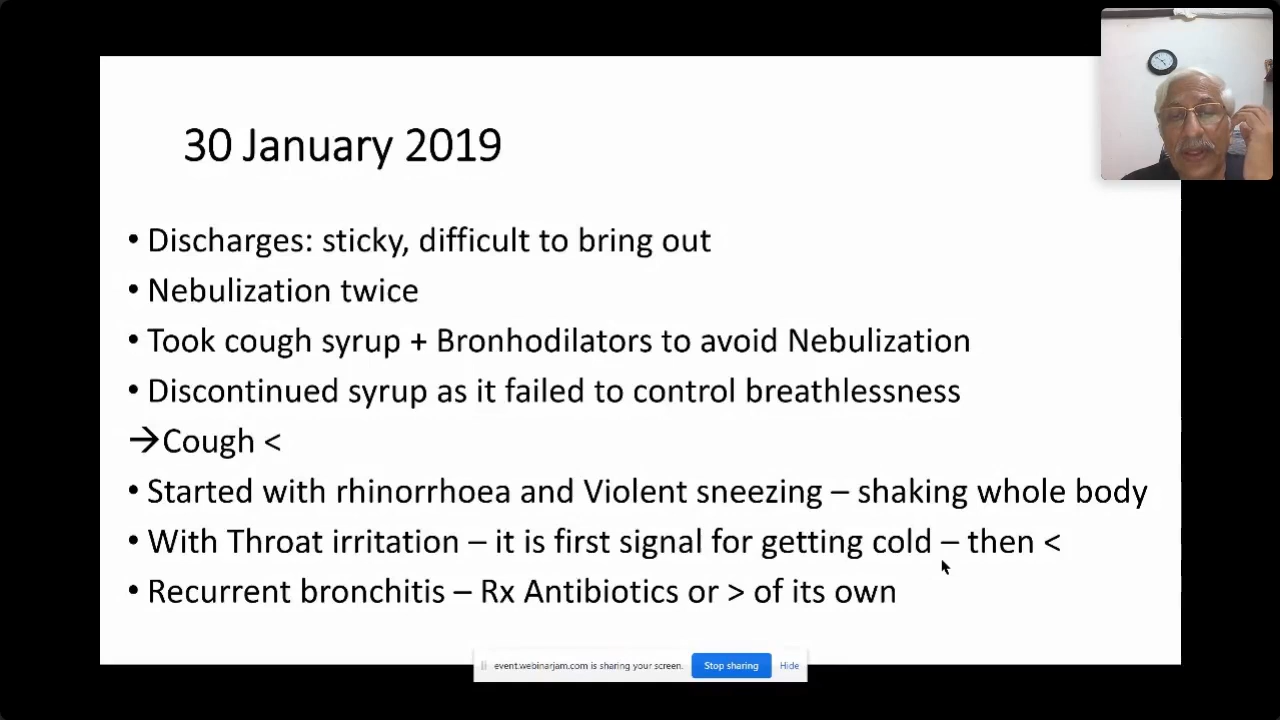 30 January 2019
• Discharges: sticky, difficult to bring out
• Nebulization twice
• Took cough syrup + Bronhodilators to avoid Nebulization
• Discontinued syrup as it failed to control breathlessness
→Cough <
• Started with rhinorrhoea and Violent sneezing – shaking whole body
• With Throat irritation – it is first signal for getting cold – then <
• Recurrent bronchitis – Rx Antibiotics or > of its own
event.webinarjam.com is sharing your screen. Stop sharing Hide